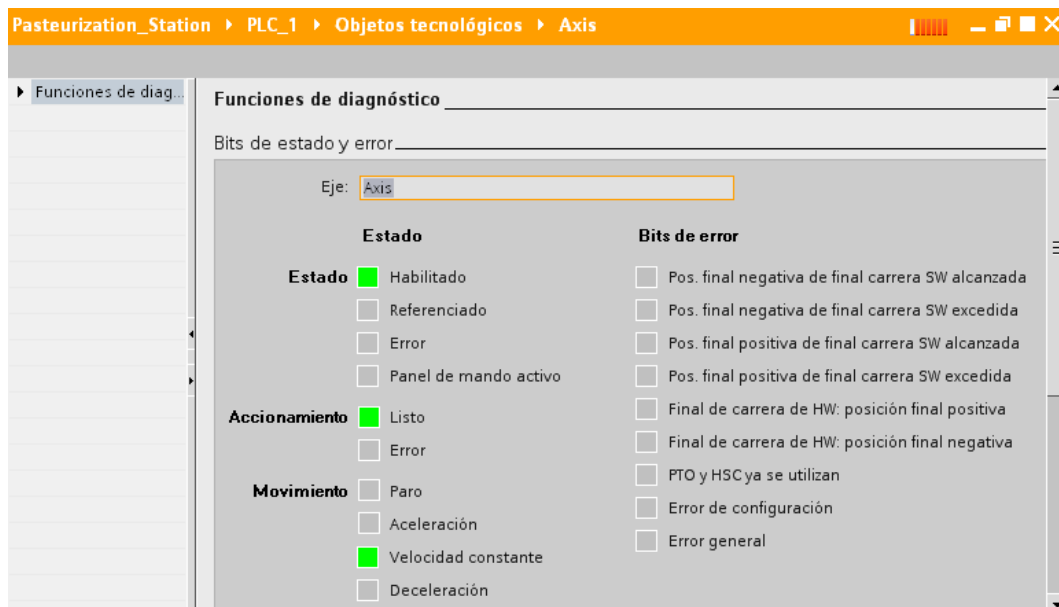 Pasteurization_Station ▸ PLC_1 ▸ Objetos tecnológicos ▸ Axis
Funciones de diag...
Funciones de diagnóstico
Bits de estado y error
Eje: Axis
Estado
Bits de error
Estado
Habilitado
Referenciado
Error
Panel de mando activo
Accionamiento
Listo
Error
Movimiento
Paro
Aceleración
Velocidad constante
Deceleración
Pos. final negativa de final carrera SW alcanzada
Pos. final negativa de final carrera SW excedida
Pos. final positiva de final carrera SW alcanzada
Pos. final positiva de final carrera SW excedida
Final de carrera de HW: posición final positiva
Final de carrera de HW: posición final negativa
PTO y HSC ya se utilizan
Error de configuración
Error general